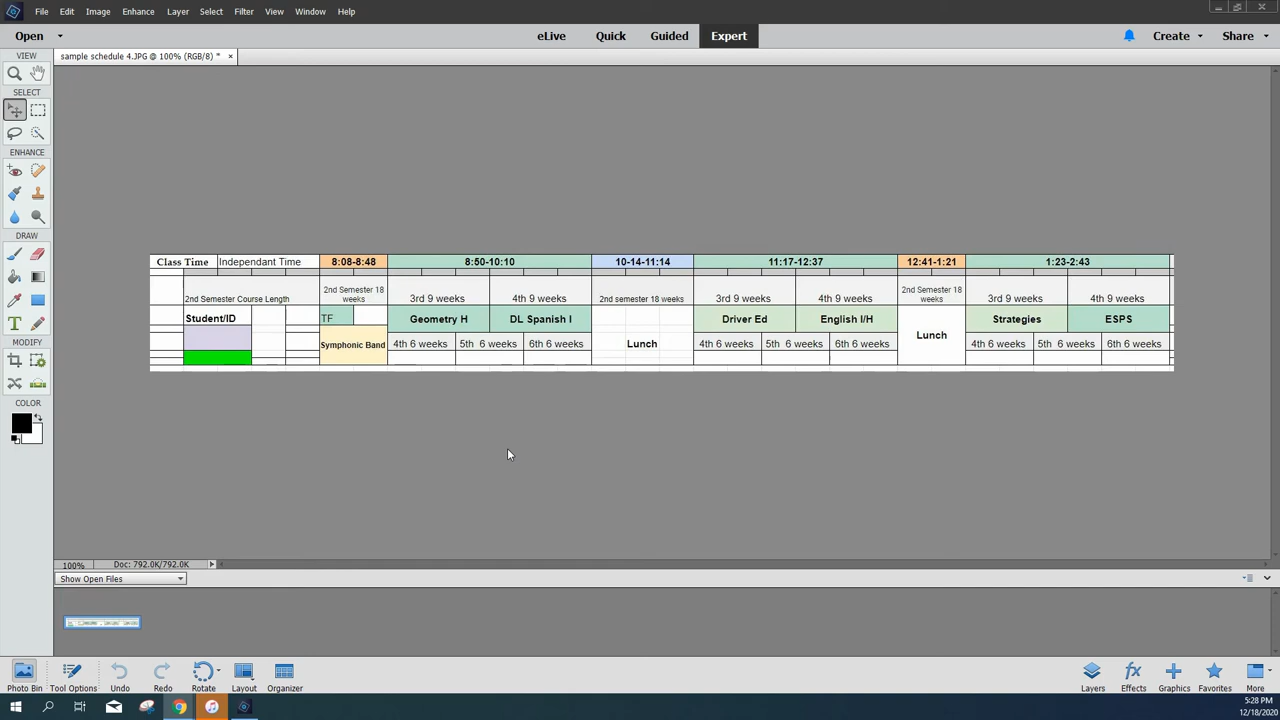 File Edit Image Enhance Layer Select Filter View Window Help
Open eLive Quick Guided Expert Create Share
sample schedule 4.JPG @ 100% (RGB/8) * ×
VIEW
SELECT
ENHANCE
DRAW
MODIFY
COLOR
Class Time Independant Time 8:08-8:48 8:50-10:10 10-14-11:14 11:17-12:37 12:41-1:21 1:23-2:43
2nd Semester Course Length 2nd Semester 18 weeks 3rd 9 weeks 4th 9 weeks 2nd semester 18 weeks 3rd 9 weeks 4th 9 weeks 2nd Semester 18 weeks 3rd 9 weeks 4th 9 weeks
Student/ID TF Geometry H DL Spanish I Driver Ed English I/H Strategies ESPS
Symphonic Band 4th 6 weeks 5th 6 weeks 6th 6 weeks Lunch 4th 6 weeks 5th 6 weeks 6th 6 weeks Lunch 4th 6 weeks 5th 6 weeks 6th 6 weeks
100% Doc: 792.0K/792.0K
Show Open Files
Photo Bin Tool Options Undo Redo Rotate Layout Organizer Layers Effects Graphics Favorites More
5:28 PM
12/18/2020